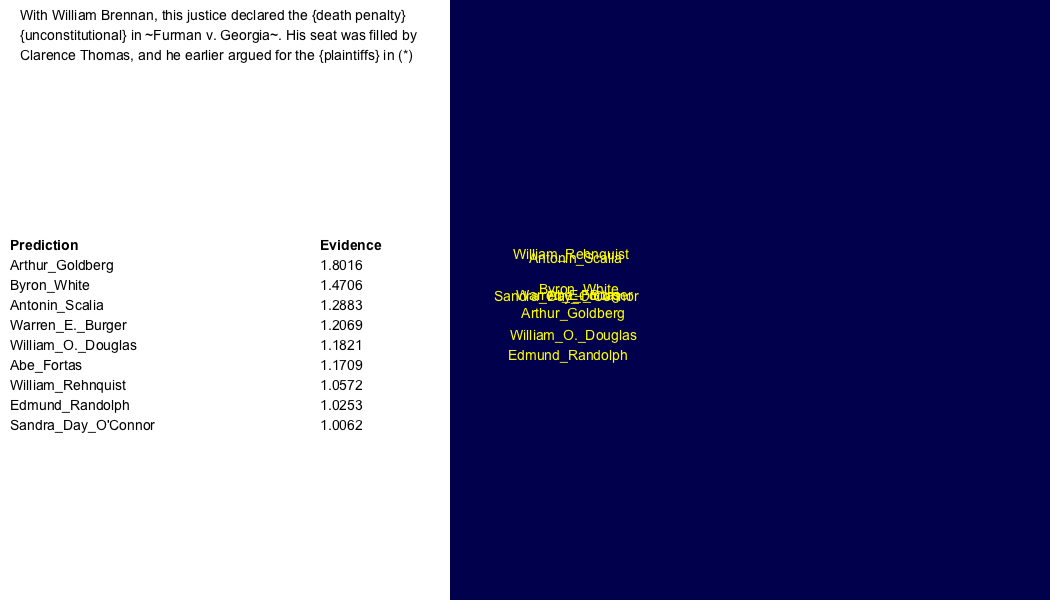 With William Brennan, this justice declared the {death penalty}
{unconstitutional} in ~Furman v. Georgia~. His seat was filled by
Clarence Thomas, and he earlier argued for the {plaintiffs} in (*)
Prediction Evidence
Arthur_Goldberg 1.8016
Byron_White 1.4706
Antonin_Scalia 1.2883
Warren_E._Burger 1.2069
William_O._Douglas 1.1821
Abe_Fortas 1.1709
William_Rehnquist 1.0572
Edmund_Randolph 1.0253
Sandra_Day_O'Connor 1.0062
William_Rehnquist
Antonin_Scalia
Byron_White
Sandra_Day_O'Connor
Arthur_Goldberg
William_O._Douglas
Edmund_Randolph